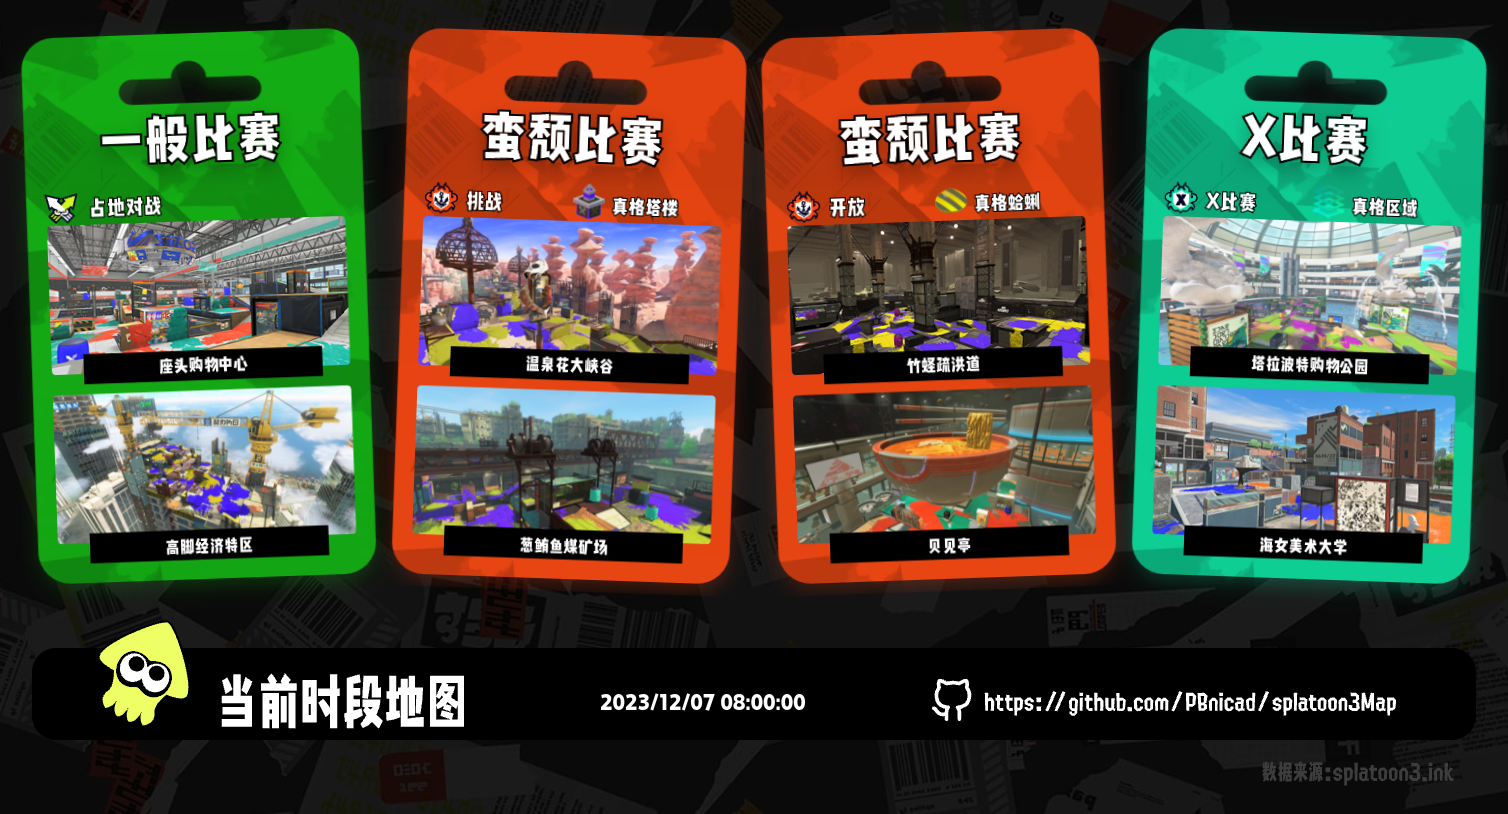 一般比赛
占地对战
座头购物中心
高脚经济特区
蛮颓比赛
挑战
真格塔楼
温泉花大峡谷
葱鲔鱼煤矿场
蛮颓比赛
开放
真格蛤蜊
竹蛏疏洪道
贝见亭
X比赛
X比赛
真格区域
塔拉波特购物公园
海女美术大学
当前时段地图
2023/12/07 08:00:00
https://github.com/PBnicad/splatoon3Map
数据来源:splatoon3.ink